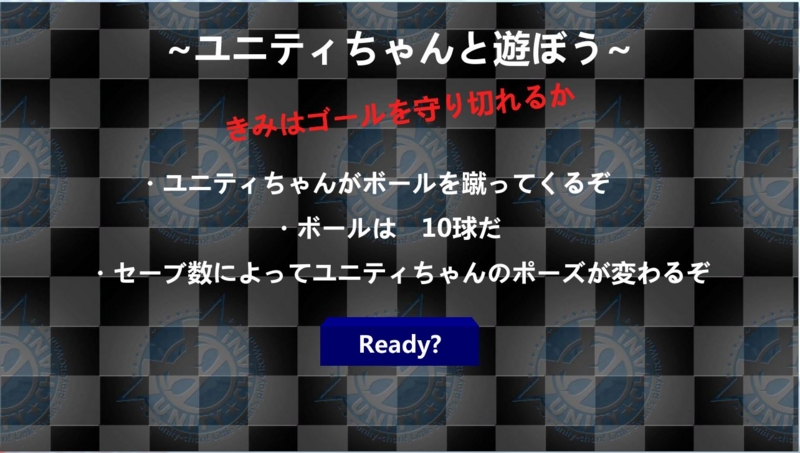 ~ユニティちゃんと遊ぼう~
きみはゴールを守り切れるか
・ユニティちゃんがボールを蹴ってくるぞ
・ボールは　10球だ
・セーブ数によってユニティちゃんのポーズが変わるぞ
Ready?